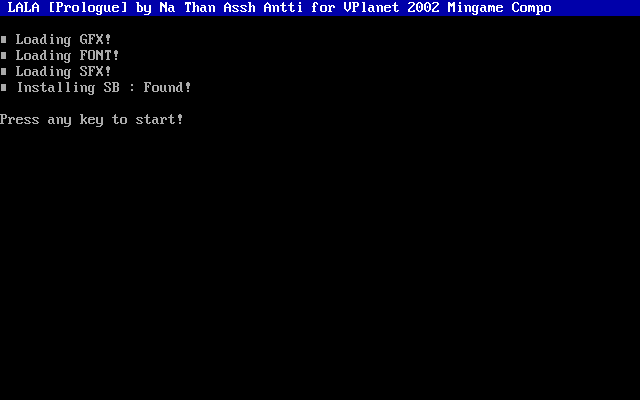 LALA [Prologue] by Na Than Assh Antti for VPlanet 2002 Mingame Compo
■ Loading GFX!
■ Loading FONT!
■ Loading SFX!
■ Installing SB : Found!
Press any key to start!